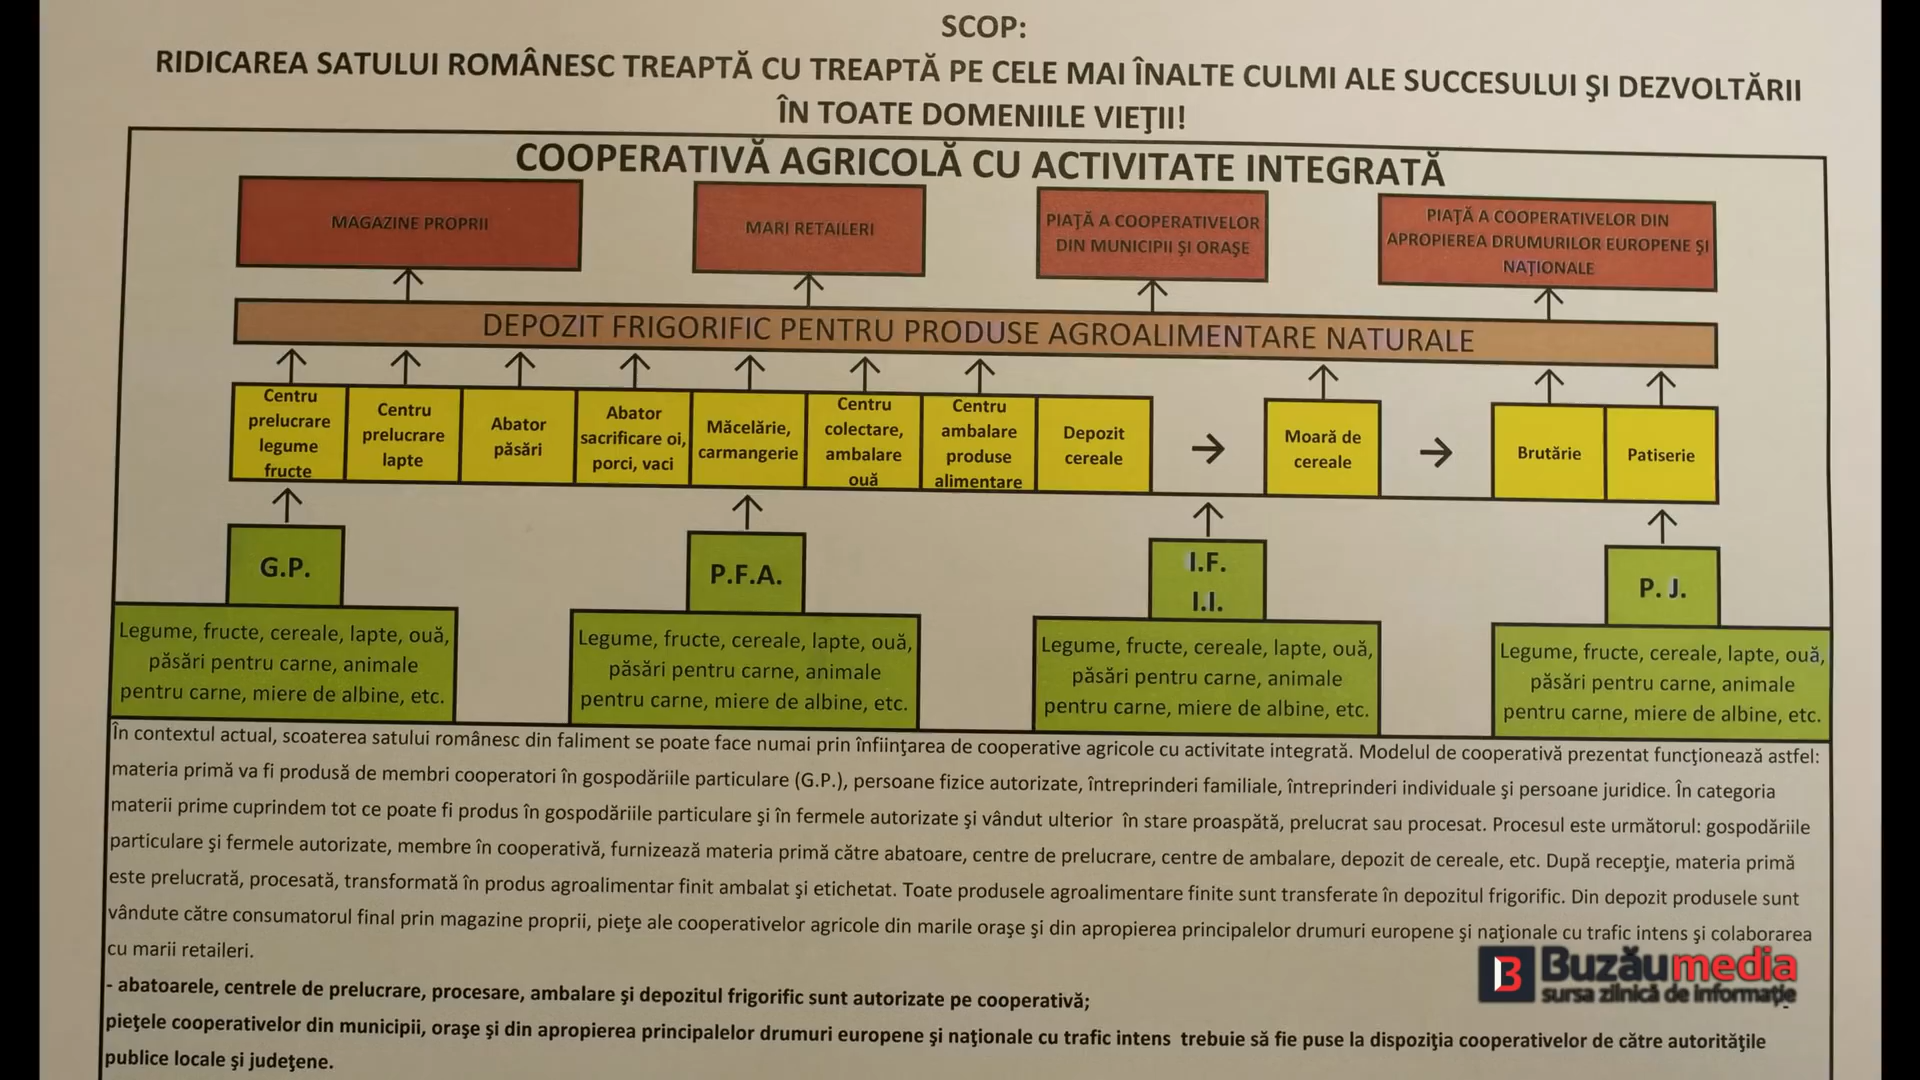 SCOP:
RIDICAREA SATULUI ROMÂNESC TREAPTĂ CU TREAPTĂ PE CELE MAI ÎNALTE CULMI ALE SUCCESULUI ŞI DEZVOLTĂRII
ÎN TOATE DOMENIILE VIEŢII!
COOPERATIVĂ AGRICOLĂ CU ACTIVITATE INTEGRATĂ
MAGAZINE PROPRII
MARI RETAILERI
PIAŢĂ A COOPERATIVELOR
DIN MUNICIPII ŞI ORAŞE
PIAŢĂ A COOPERATIVELOR DIN
APROPIEREA DRUMURILOR EUROPENE ŞI
NAŢIONALE
DEPOZIT FRIGORIFIC PENTRU PRODUSE AGROALIMENTARE NATURALE
Centru
prelucrare
legume
fructe
Centru
prelucrare
lapte
Abator
păsări
Abator
sacrificare oi,
porci, vaci
Măcelărie,
carmangerie
Centru
colectare,
ambalare
ouă
Centru
ambalare
produse
alimentare
Depozit
cereale
Moară de
cereale
Brutărie
Patiserie
G.P.
P.F.A.
I.F.
I.I.
P. J.
Legume, fructe, cereale, lapte, ouă,
păsări pentru carne, animale
pentru carne, miere de albine, etc.
Legume, fructe, cereale, lapte, ouă,
păsări pentru carne, animale
pentru carne, miere de albine, etc.
Legume, fructe, cereale, lapte, ouă,
păsări pentru carne, animale
pentru carne, miere de albine, etc.
Legume, fructe, cereale, lapte, ouă,
păsări pentru carne, animale
pentru carne, miere de albine, etc.
În contextul actual, scoaterea satului românesc din faliment se poate face numai prin înfiinţarea de cooperative agricole cu activitate integrată. Modelul de cooperativă prezentat funcţionează astfel:
materia primă va fi produsă de membri cooperatori în gospodăriile particulare (G.P.), persoane fizice autorizate, întreprinderi familiale, întreprinderi individuale şi persoane juridice. În categoria
materii prime cuprindem tot ce poate fi produs în gospodăriile particulare şi în fermele autorizate şi vândut ulterior în stare proaspătă, prelucrat sau procesat. Procesul este următorul: gospodăriile
particulare şi fermele autorizate, membre în cooperativă, furnizează materia primă către abatoare, centre de prelucrare, centre de ambalare, depozit de cereale, etc. După recepţie, materia primă
este prelucrată, procesată, transformată în produs agroalimentar finit ambalat şi etichetat. Toate produsele agroalimentare finite sunt transferate în depozitul frigorific. Din depozit produsele sunt
vândute către consumatorul final prin magazine proprii, pieţe ale cooperativelor agricole din marile oraşe şi din apropierea principalelor drumuri europene şi naţionale cu trafic intens şi colaborarea
cu marii retaileri.
- abatoarele, centrele de prelucrare, procesare, ambalare şi depozitul frigorific sunt autorizate pe cooperativă;
pieţele cooperativelor din municipii, oraşe şi din apropierea principalelor drumuri europene şi naţionale cu trafic intens trebuie să fie puse la dispoziţia cooperativelor de către autorităţile
publice locale şi judeţene.
B Buzăumedia
sursa zilnică de informaţie